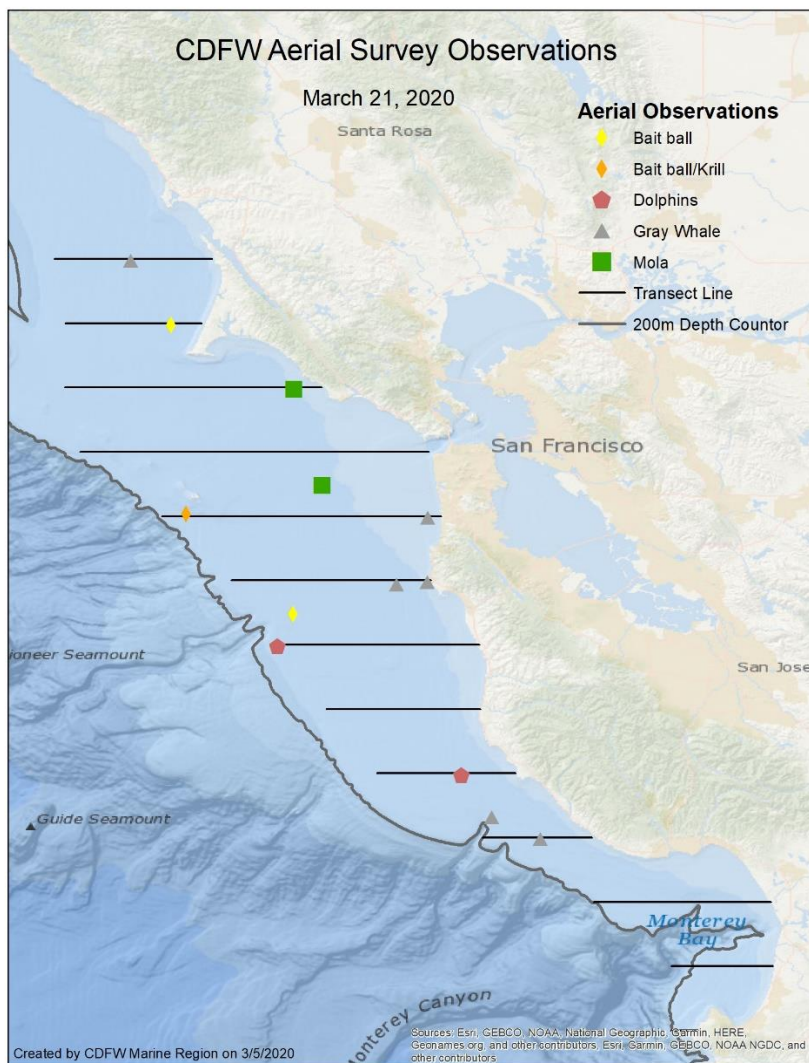 CDFW Aerial Survey Observations
March 21, 2020
Aerial Observations
Bait ball
Bait ball/Krill
Dolphins
Gray Whale
Mola
Transect Line
200m Depth Countor
Santa Rosa
San Francisco
ioneer Seamount
San Jose
Guide Seamount
Monterey
Bay
Monterey Canyon
Created by CDFW Marine Region on 3/5/2020
Sources: Esri, GEBCO, NOAA, National Geographic, Garmin, HERE,
Geonames.org, and other contributors, Esri, Garmin, GEBCO, NOAA NGDC, and
other contributors